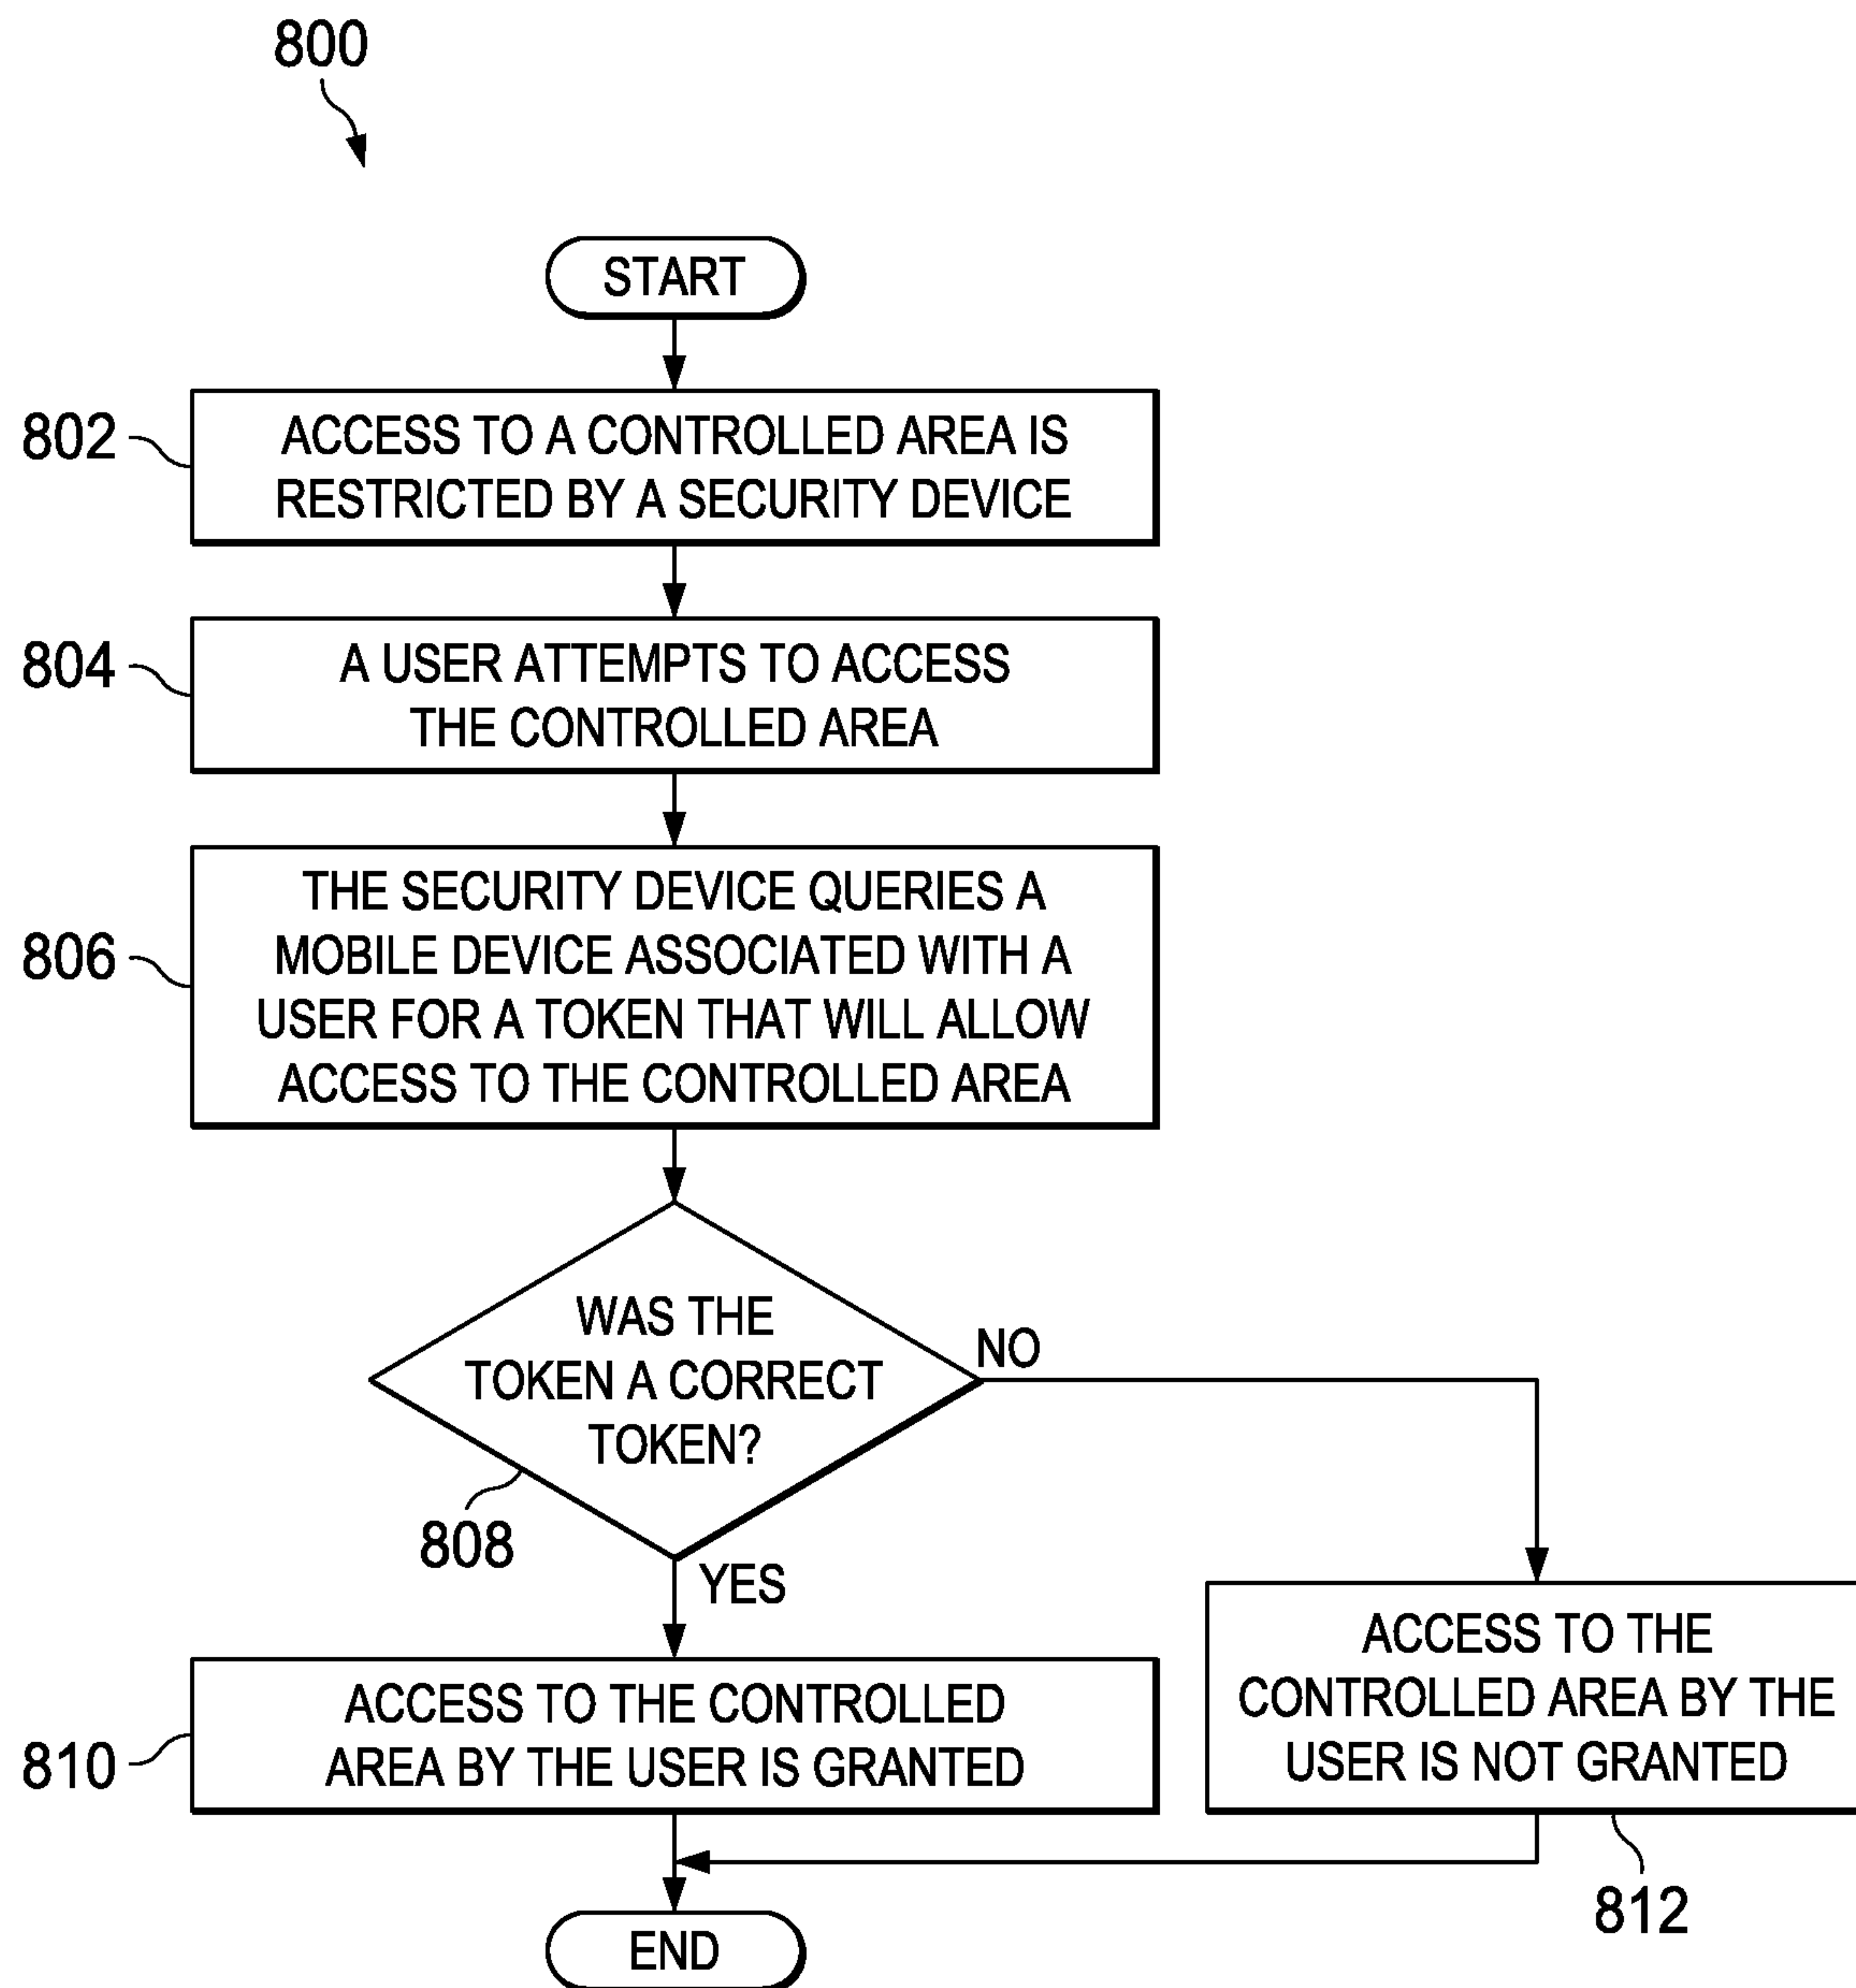 800
START
802
ACCESS TO A CONTROLLED AREA IS
RESTRICTED BY A SECURITY DEVICE
804
A USER ATTEMPTS TO ACCESS
THE CONTROLLED AREA
806
THE SECURITY DEVICE QUERIES A
MOBILE DEVICE ASSOCIATED WITH A
USER FOR A TOKEN THAT WILL ALLOW
ACCESS TO THE CONTROLLED AREA
WAS THE
TOKEN A CORRECT
TOKEN?
808
NO
YES
810
ACCESS TO THE CONTROLLED
AREA BY THE USER IS GRANTED
ACCESS TO THE
CONTROLLED AREA BY THE
USER IS NOT GRANTED
812
END